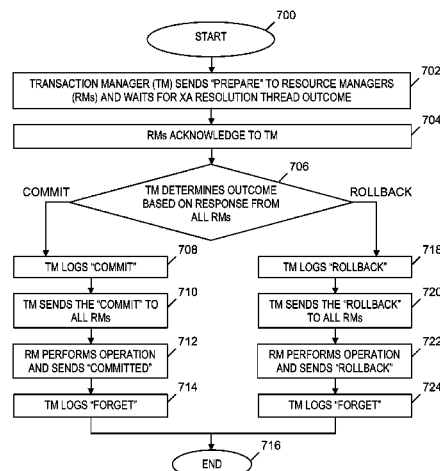 700
START
702
TRANSACTION MANAGER (TM) SENDS "PREPARE" TO RESOURCE MANAGERS
(RMs) AND WAITS FOR XA RESOLUTION THREAD OUTCOME
704
RMs ACKNOWLEDGE TO TM
706
COMMIT
TM DETERMINES OUTCOME
BASED ON RESPONSE FROM
ALL RMs
ROLLBACK
708
TM LOGS "COMMIT"
710
TM SENDS THE "COMMIT" TO
ALL RMs
712
RM PERFORMS OPERATION
AND SENDS "COMMITTED"
714
TM LOGS "FORGET"
718
TM LOGS "ROLLBACK"
720
TM SENDS THE "ROLLBACK"
TO ALL RMs
722
RM PERFORMS OPERATION
AND SENDS "ROLLBACK"
724
TM LOGS "FORGET"
716
END